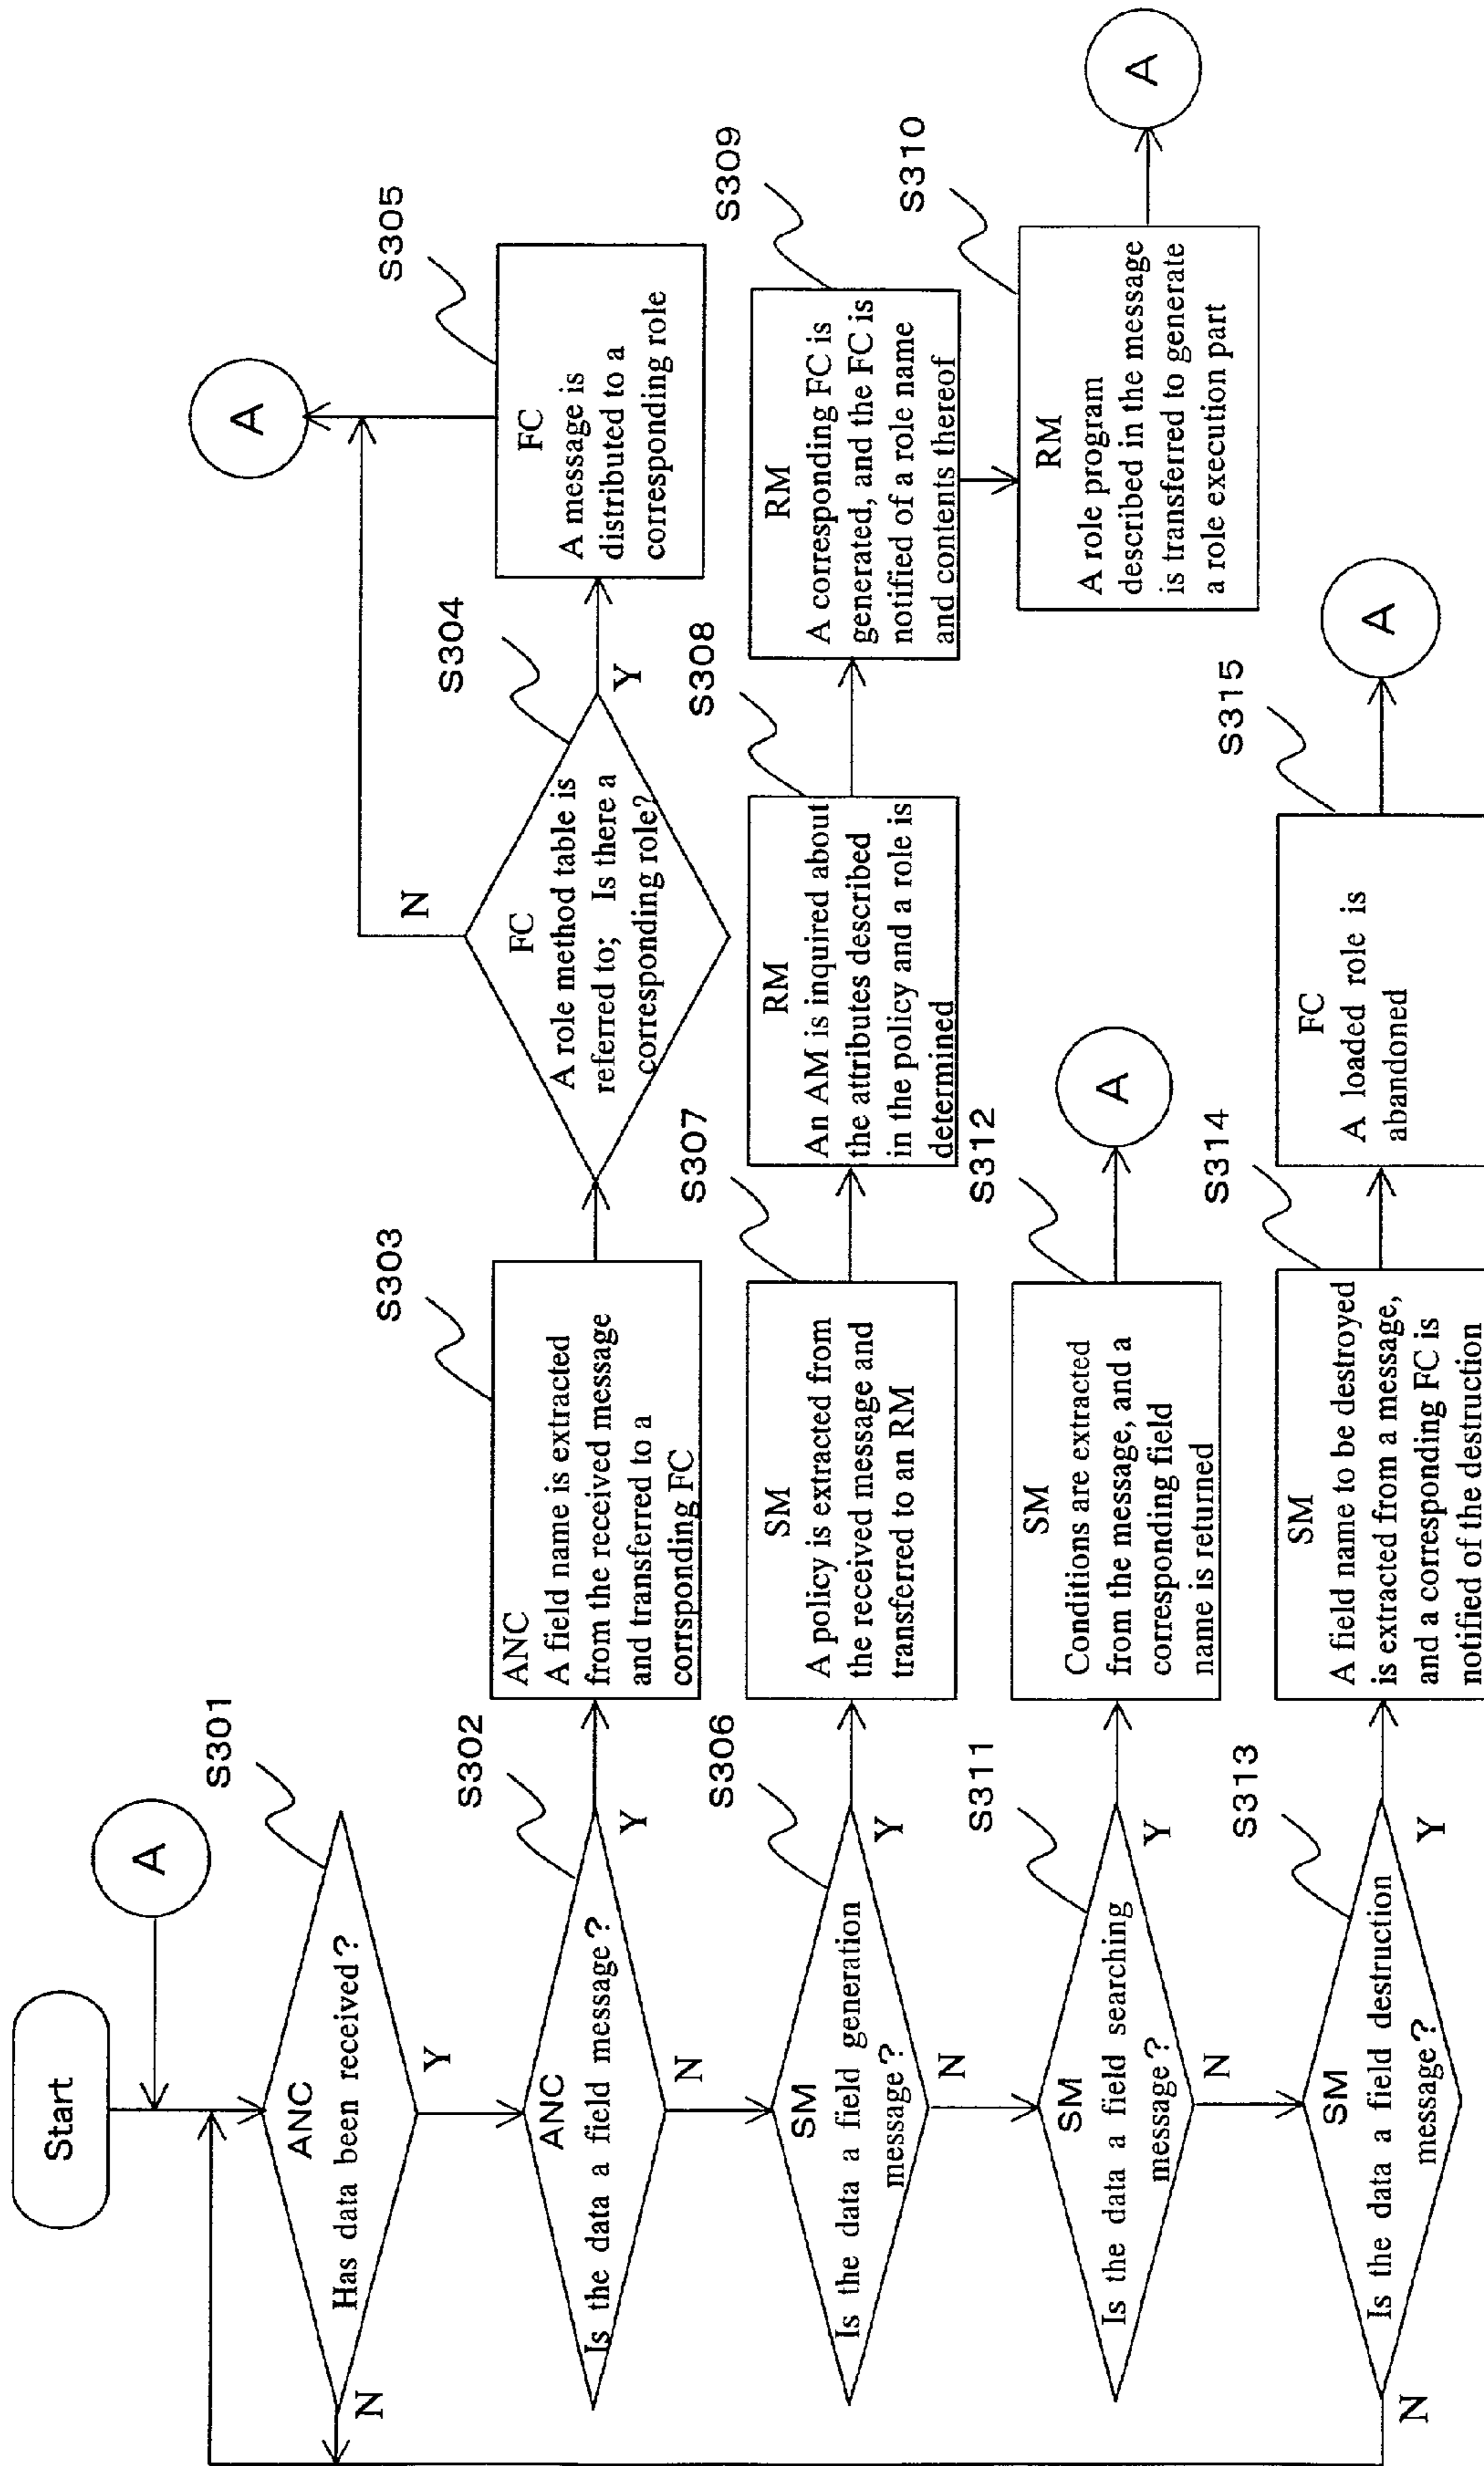 Start
A
S301
ANC
Has data been received?
N
Y
S302
ANC
Is the data a field message?
Y
N
S303
ANC
A field name is extracted
from the received message
and transferred to a
corrsponding FC
S304
FC
A role method table is
referred to; Is there a
corresponding role?
N
Y
S305
FC
A message is
distributed to a
corresponding role
A
S306
SM
Is the data a field generation
message?
Y
N
S307
SM
A policy is extracted from
the received message and
transferred to an RM
S308
RM
An AM is inquired about
the attributes described
in the policy and a role is
determined
S309
RM
A corresponding FC is
generated, and the FC is
notified of a role name
and contents thereof
S310
RM
A role program
described in the message
is transferred to generate
a role execution part
A
S311
SM
Is the data a field searching
message?
Y
N
S312
SM
Conditions are extracted
from the message, and a
corresponding field
name is returned
A
S313
SM
Is the data a field destruction
message?
Y
N
S314
SM
A field name to be destroyed
is extracted from a message,
and a corresponding FC is
notified of the destruction
S315
FC
A loaded role is
abandoned
A